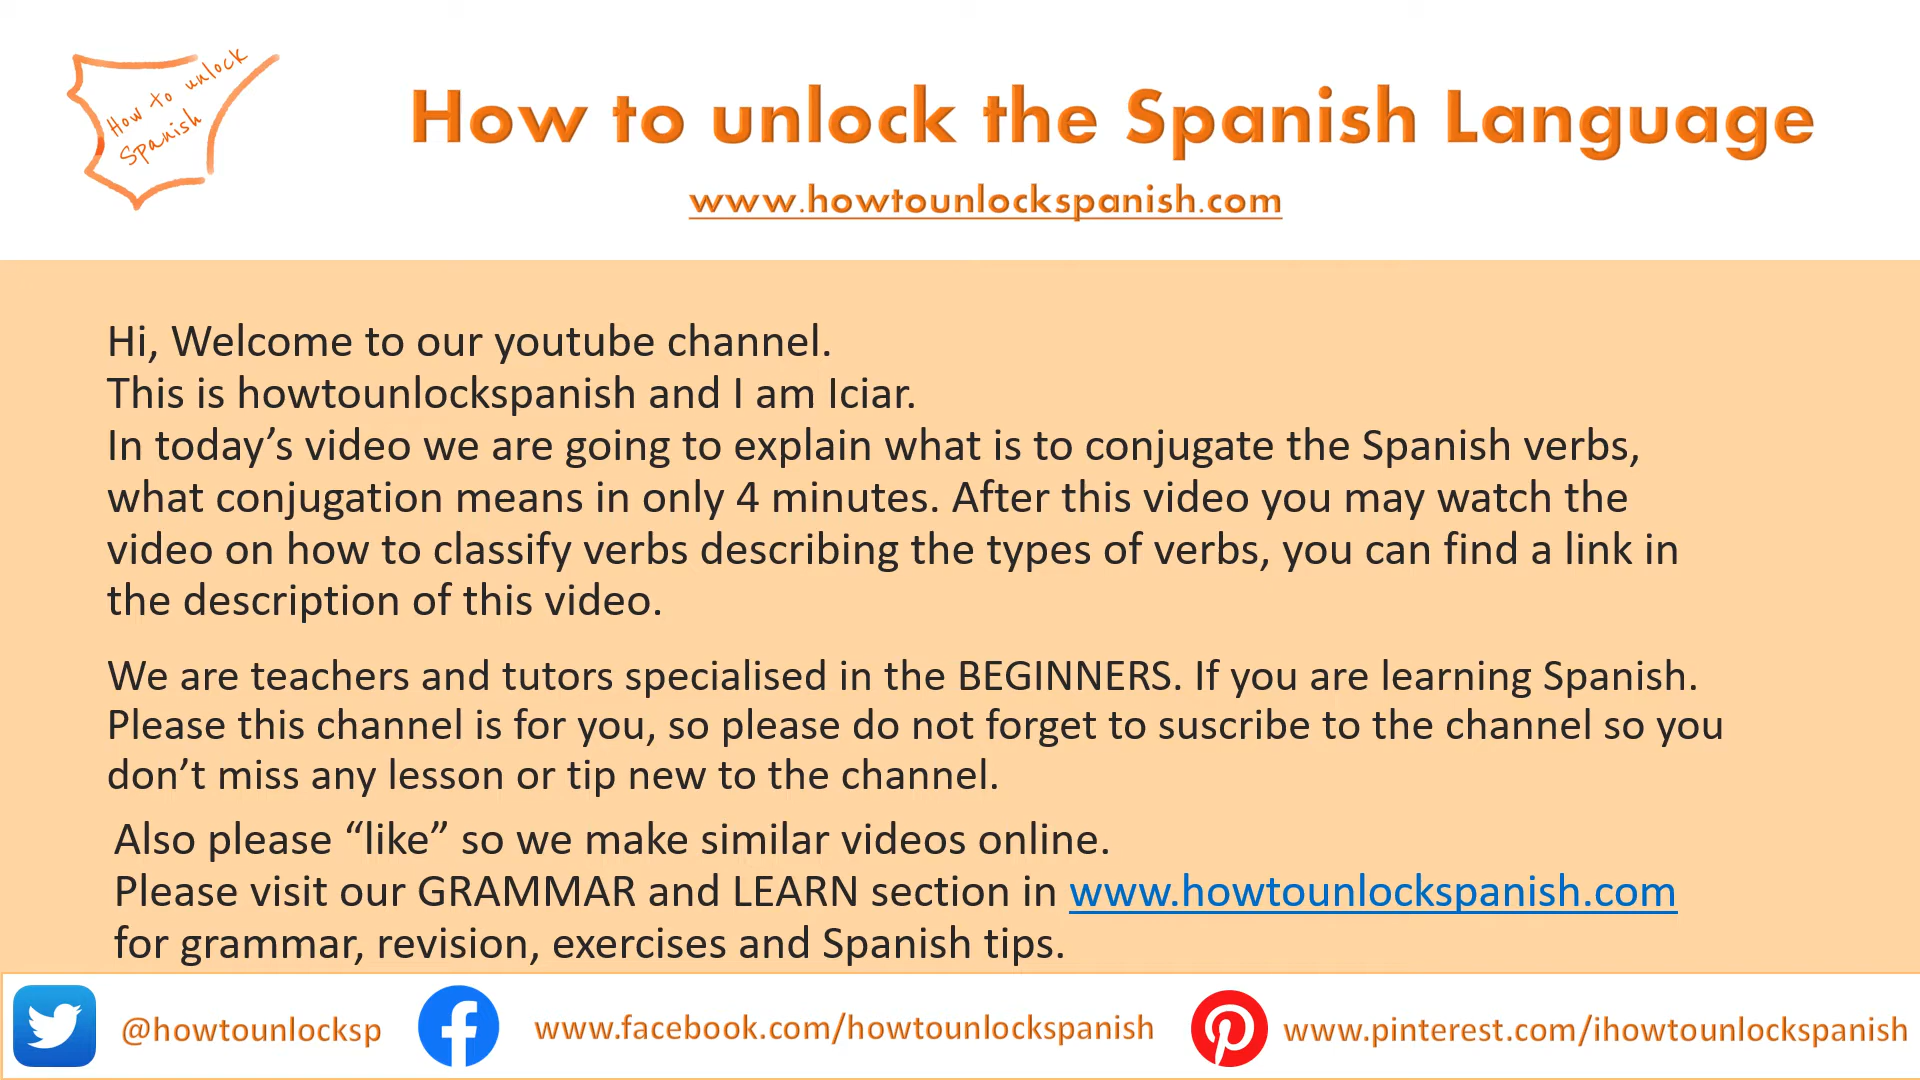 How to unlock
Spanish
How to unlock the Spanish Language
www.howtounlockspanish.com
Hi, Welcome to our youtube channel.
This is howtounlockspanish and I am Iciar.
In today’s video we are going to explain what is to conjugate the Spanish verbs,
what conjugation means in only 4 minutes. After this video you may watch the
video on how to classify verbs describing the types of verbs, you can find a link in
the description of this video.
We are teachers and tutors specialised in the BEGINNERS. If you are learning Spanish.
Please this channel is for you, so please do not forget to suscribe to the channel so you
don’t miss any lesson or tip new to the channel.
Also please “like” so we make similar videos online.
Please visit our GRAMMAR and LEARN section in www.howtounlockspanish.com
for grammar, revision, exercises and Spanish tips.
@howtounlocksp
www.facebook.com/howtounlockspanish
www.pinterest.com/ihowtounlockspanish